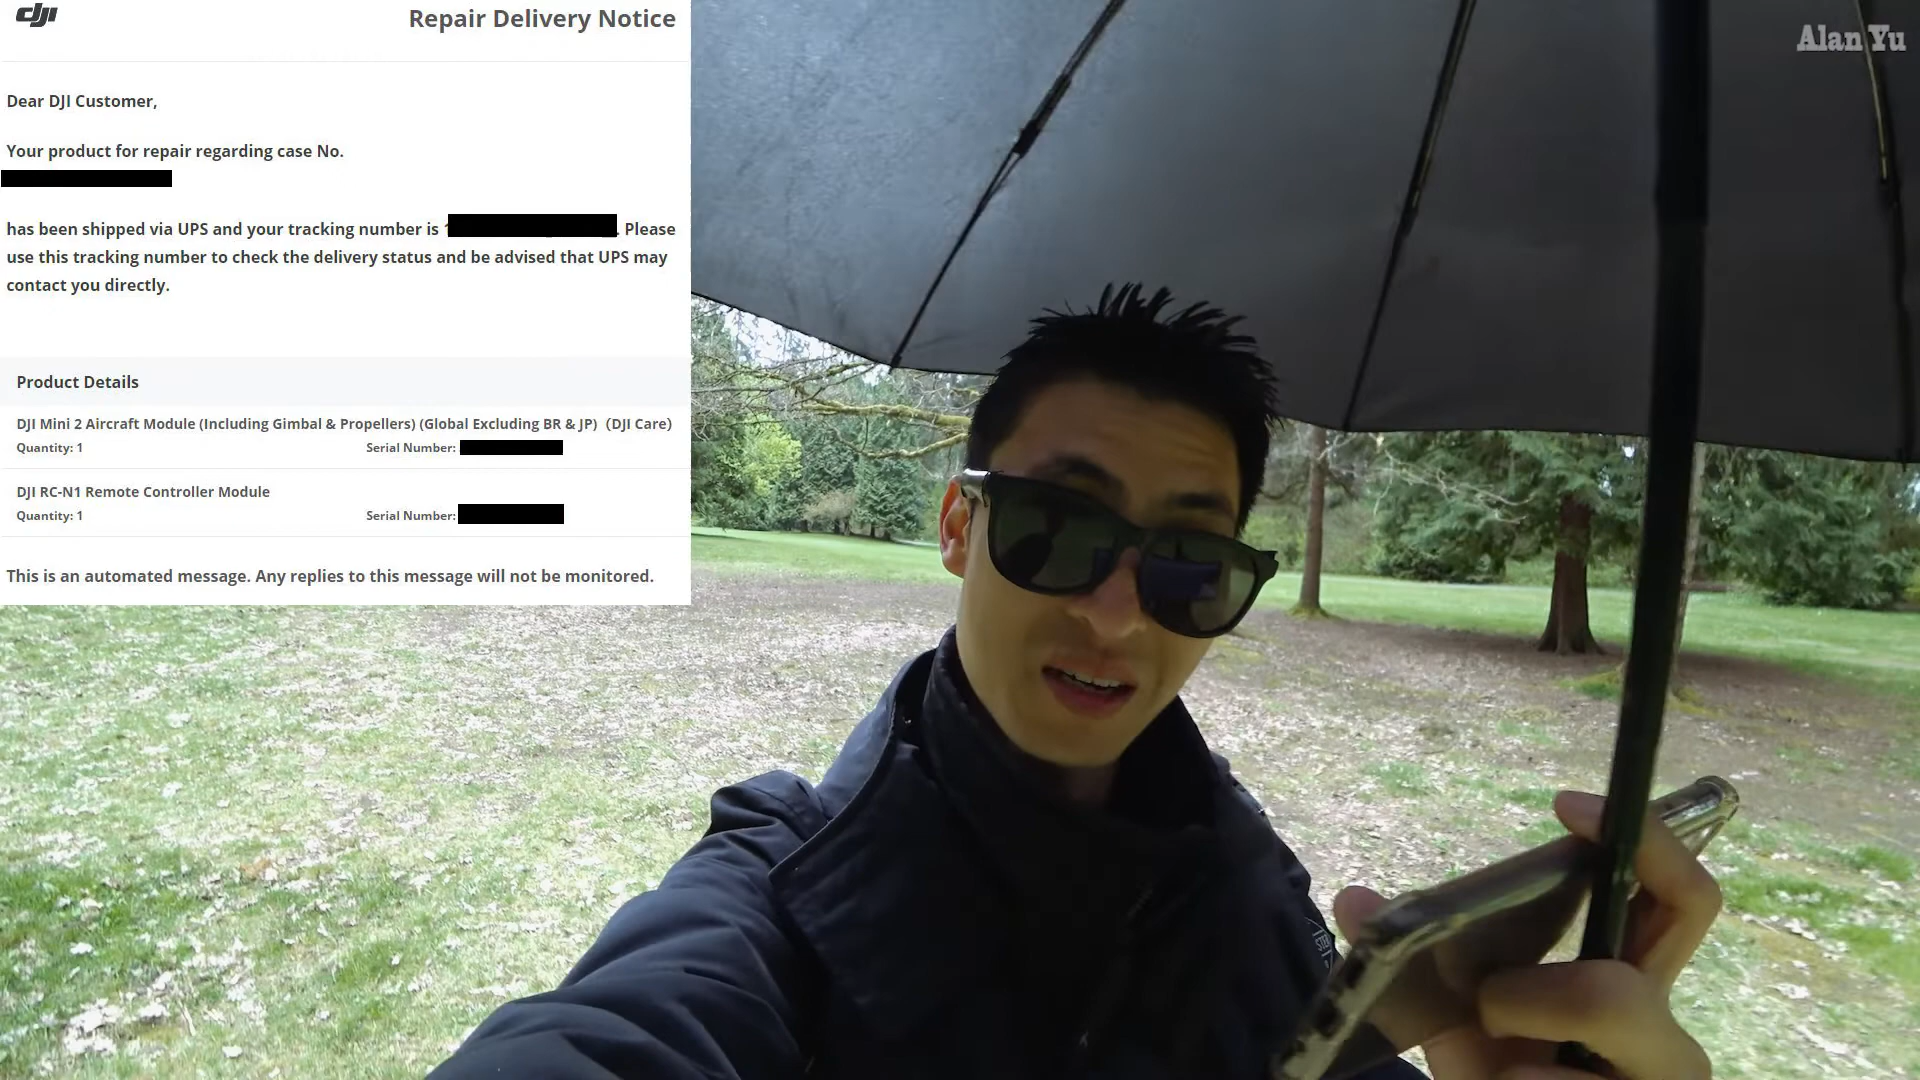 dji
Repair Delivery Notice
Alan Yu
Dear DJI Customer,
Your product for repair regarding case No.
has been shipped via UPS and your tracking number is . Please
use this tracking number to check the delivery status and be advised that UPS may
contact you directly.
Product Details
DJI Mini 2 Aircraft Module (Including Gimbal & Propellers) (Global Excluding BR & JP)（DJI Care）
Quantity: 1 Serial Number:
DJI RC-N1 Remote Controller Module
Quantity: 1 Serial Number:
This is an automated message. Any replies to this message will not be monitored.